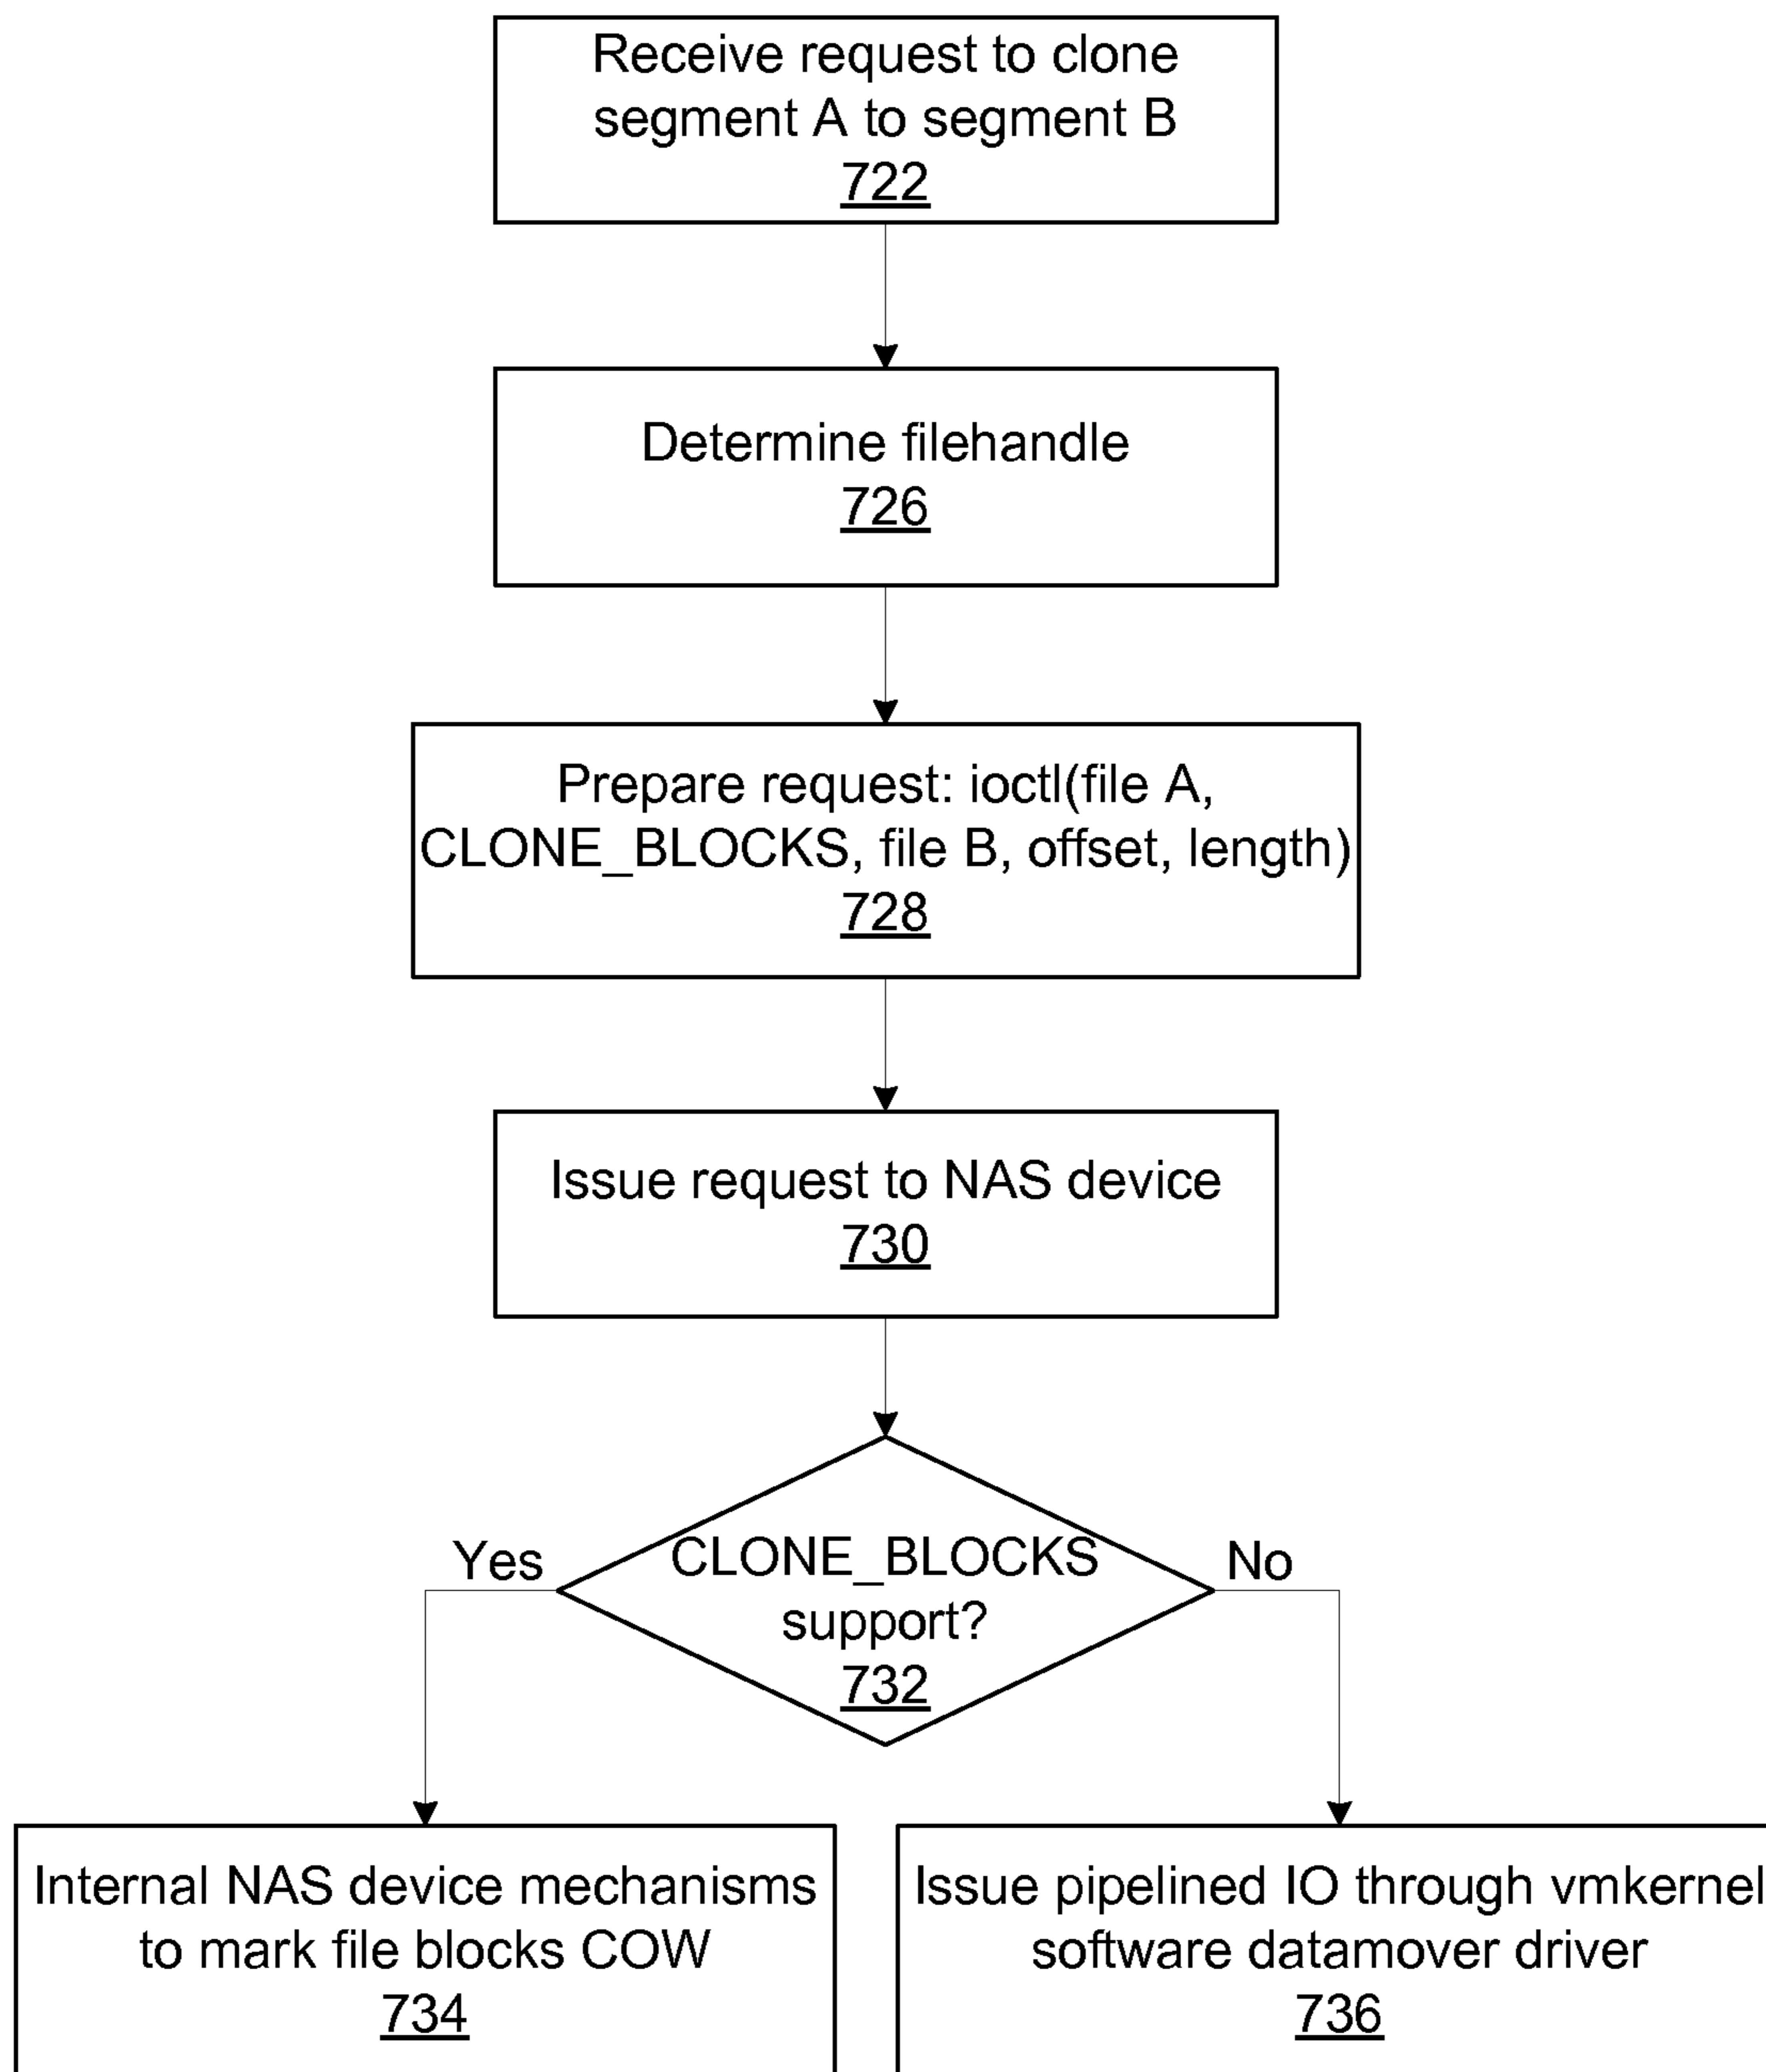 Receive request to clone
segment A to segment B
722
Determine filehandle
726
Prepare request: ioctl(file A,
CLONE_BLOCKS, file B, offset, length)
728
Issue request to NAS device
730
Yes
CLONE_BLOCKS
support?
732
No
Internal NAS device mechanisms
to mark file blocks COW
734
Issue pipelined IO through vmkernel
software datamover driver
736